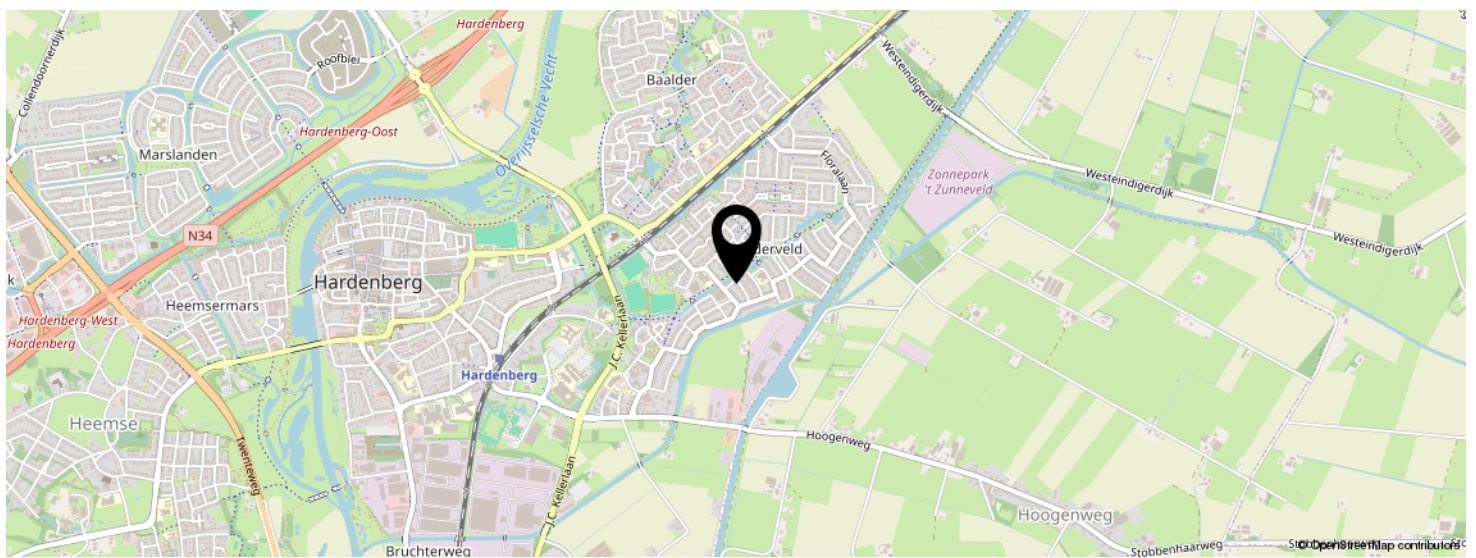 Hardenberg
Collendoornerdijk
Roofblei
Baalder
Westeindigerdijk
Overijsselsche Vecht
Hardenberg-Oost
Marslanden
Floralaan
Zonnepark
't Zunneveld
Westeindigerdijk
N34
derveld
Westeindigerdijk
k
Hardenberg
Heemsermars
Hardenberg-West
Hardenberg
J.C. Kellerlaan
Hardenberg
Heemse
Twenteweg
Hoogenweg
J.C. Kellerlaan
Hoogenweg
Bruchterweg
Stobbenhaarweg
© OpenStreetMap contributors